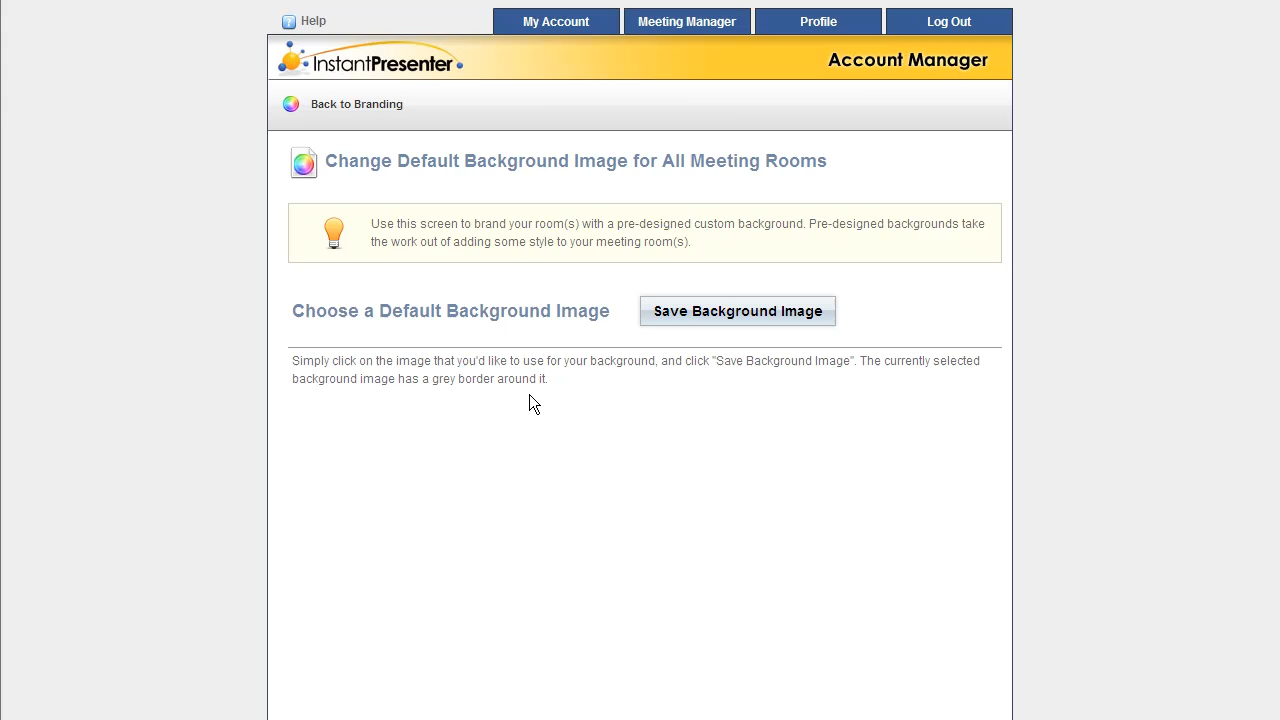 Help
My Account
Meeting Manager
Profile
Log Out
InstantPresenter
Account Manager
Back to Branding
Change Default Background Image for All Meeting Rooms
Use this screen to brand your room(s) with a pre-designed custom background. Pre-designed backgrounds take
the work out of adding some style to your meeting room(s).
Choose a Default Background Image
Save Background Image
Simply click on the image that you'd like to use for your background, and click "Save Background Image". The currently selected
background image has a grey border around it.